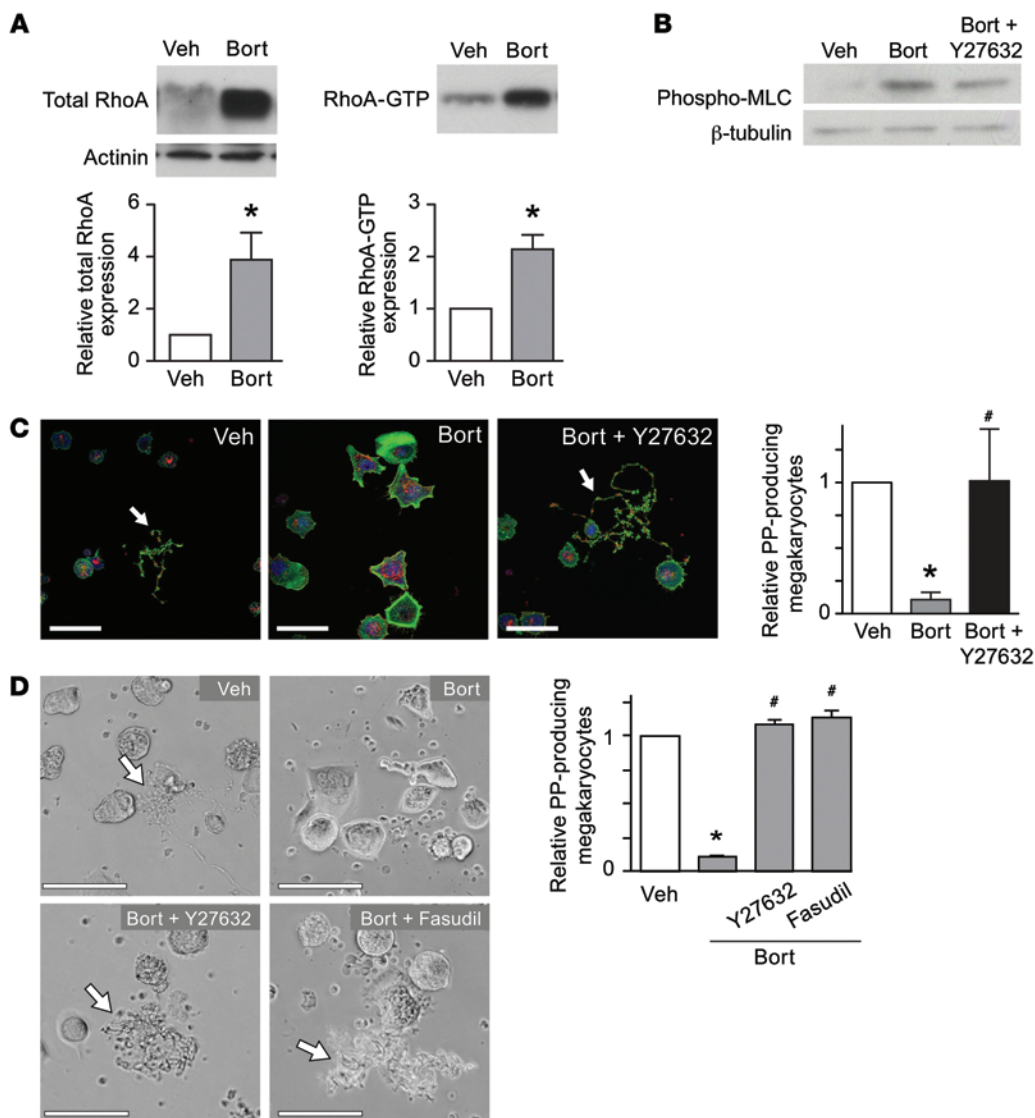 A
Veh Bort
Total RhoA
Actinin
Relative total RhoA
expression
6
4
2
0
Veh Bort
Veh Bort
RhoA-GTP
Relative RhoA-GTP
expression
3
2
1
0
*
*
Veh Bort
B
Veh Bort Bort +
Y27632
Phospho-MLC
β-tubulin
C
Veh
Bort
Bort + Y27632
Relative PP-producing
megakaryocytes
1
0
*
#
Veh Bort Bort +
Y27632
D
Veh
Bort
Bort + Y27632
Bort + Fasudil
Relative PP-producing
megakaryocytes
1
0
*
#
#
Veh
Y27632
Fasudil
Bort